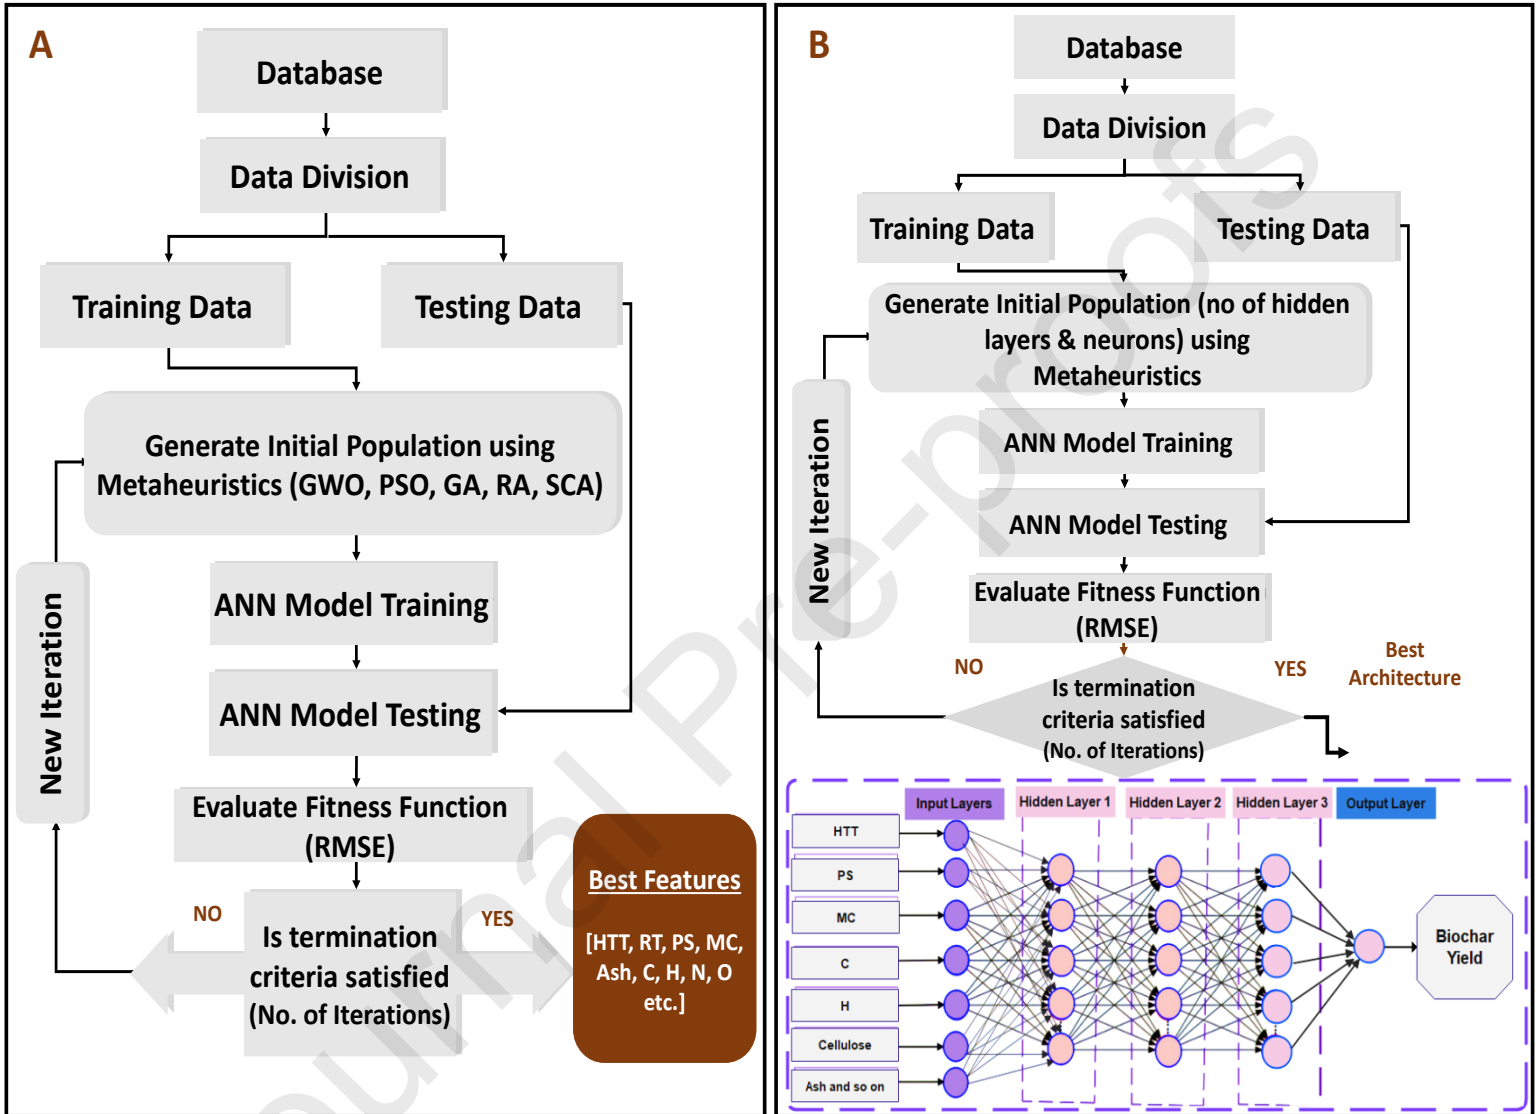 A
Database
Data Division
Training Data
Testing Data
Generate Initial Population using
Metaheuristics (GWO, PSO, GA, RA, SCA)
New Iteration
ANN Model Training
ANN Model Testing
Evaluate Fitness Function
(RMSE)
NO
YES
Is termination
criteria satisfied
(No. of Iterations)
Best Features
[HTT, RT, PS, MC,
Ash, C, H, N, O
etc.]
B
Database
Data Division
Training Data
Testing Data
Generate Initial Population (no of hidden
layers & neurons) using
Metaheuristics
New Iteration
ANN Model Training
ANN Model Testing
Evaluate Fitness Function
(RMSE)
NO
YES
Best
Architecture
Is termination
criteria satisfied
(No. of Iterations)
Input Layers
Hidden Layer 1
Hidden Layer 2
Hidden Layer 3
Output Layer
HTT
PS
MC
C
H
Cellulose
Ash and so on
Biochar
Yield
Journal Pre-proofs